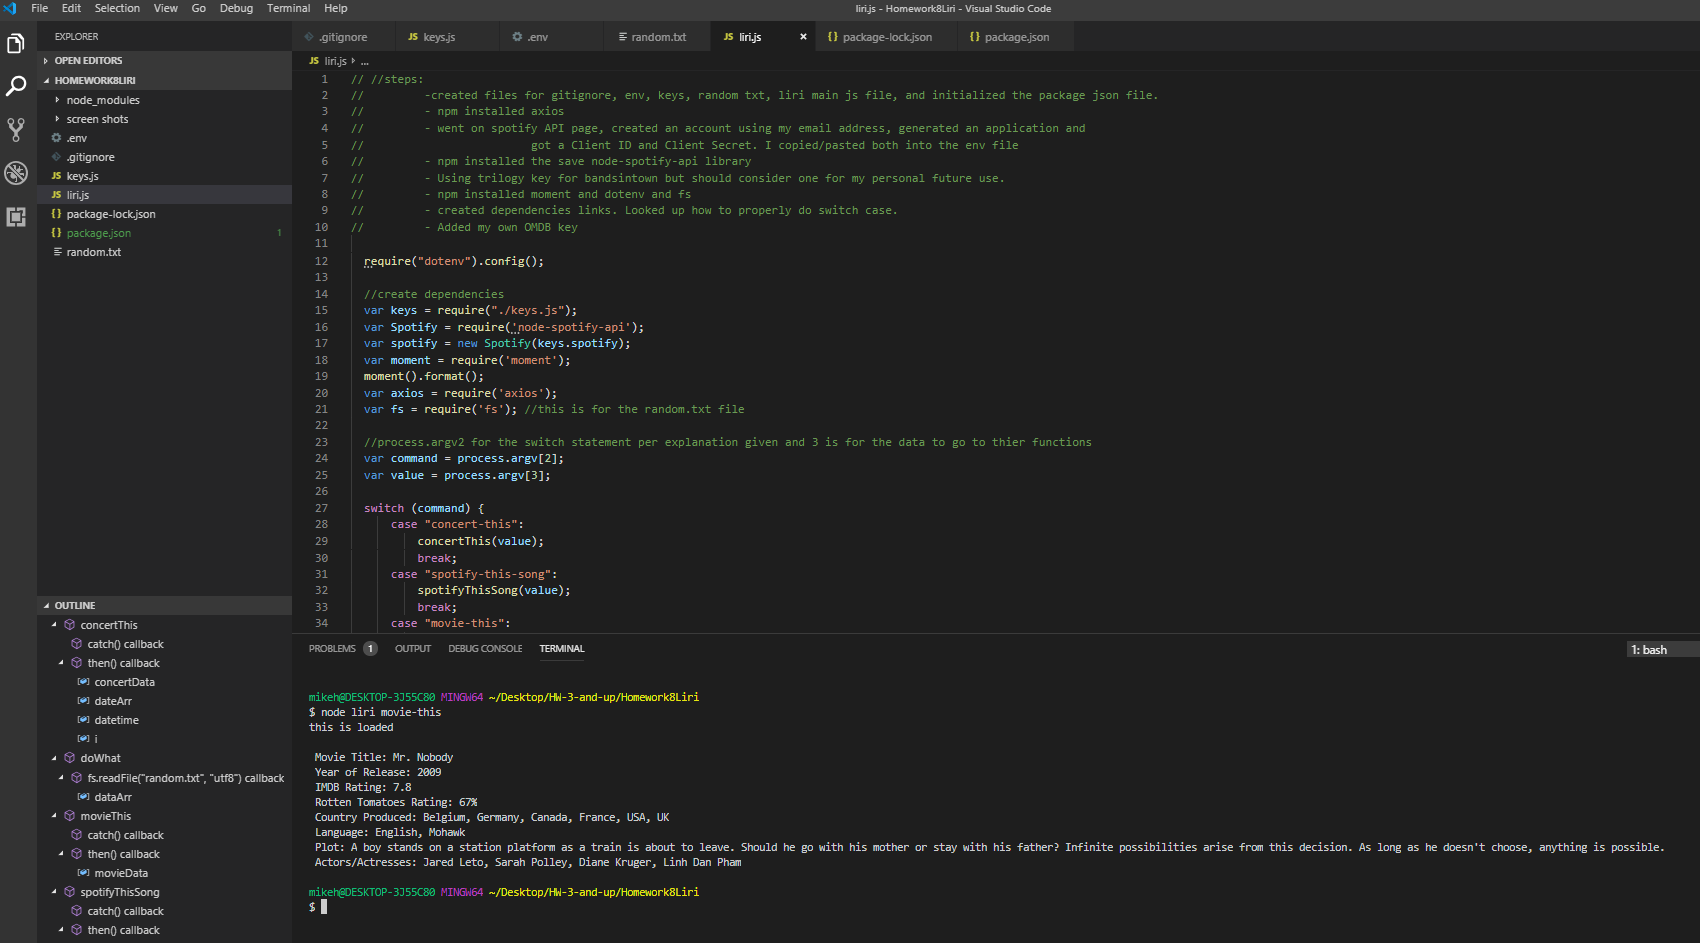 File Edit Selection View Go Debug Terminal Help
liri.js - Homework8Liri - Visual Studio Code
EXPLORER
OPEN EDITORS
HOMEWORK8LIRI
node_modules
screen shots
.env
.gitignore
JS keys.js
JS liri.js
{} package-lock.json
{} package.json 1
random.txt
OUTLINE
concertThis
catch() callback
then() callback
concertData
dateArr
datetime
i
doWhat
fs.readFile("random.txt", "utf8") callback
dataArr
movieThis
catch() callback
then() callback
movieData
spotifyThisSong
catch() callback
then() callback
.gitignore JS keys.js .env random.txt JS liri.js × {} package-lock.json {} package.json
JS liri.js › ...
1 // //steps:
2 // -created files for gitignore, env, keys, random txt, liri main js file, and initialized the package json file.
3 // - npm installed axios
4 // - went on spotify API page, created an account using my email address, generated an application and
5 // got a Client ID and Client Secret. I copied/pasted both into the env file
6 // - npm installed the save node-spotify-api library
7 // - Using trilogy key for bandsintown but should consider one for my personal future use.
8 // - npm installed moment and dotenv and fs
9 // - created dependencies links. Looked up how to properly do switch case.
10 // - Added my own OMDB key
11
12 require("dotenv").config();
13
14 //create dependencies
15 var keys = require("./keys.js");
16 var Spotify = require('node-spotify-api');
17 var spotify = new Spotify(keys.spotify);
18 var moment = require('moment');
19 moment().format();
20 var axios = require('axios');
21 var fs = require('fs'); //this is for the random.txt file
22
23 //process.argv2 for the switch statement per explanation given and 3 is for the data to go to thier functions
24 var command = process.argv[2];
25 var value = process.argv[3];
26
27 switch (command) {
28 case "concert-this":
29 concertThis(value);
30 break;
31 case "spotify-this-song":
32 spotifyThisSong(value);
33 break;
34 case "movie-this":
PROBLEMS 1 OUTPUT DEBUG CONSOLE TERMINAL
1: bash
mikeh@DESKTOP-3J55C80 MINGW64 ~/Desktop/HW-3-and-up/Homework8Liri
$ node liri movie-this
this is loaded
Movie Title: Mr. Nobody
Year of Release: 2009
IMDB Rating: 7.8
Rotten Tomatoes Rating: 67%
Country Produced: Belgium, Germany, Canada, France, USA, UK
Language: English, Mohawk
Plot: A boy stands on a station platform as a train is about to leave. Should he go with his mother or stay with his father? Infinite possibilities arise from this decision. As long as he doesn't choose, anything is possible.
Actors/Actresses: Jared Leto, Sarah Polley, Diane Kruger, Linh Dan Pham
mikeh@DESKTOP-3J55C80 MINGW64 ~/Desktop/HW-3-and-up/Homework8Liri
$